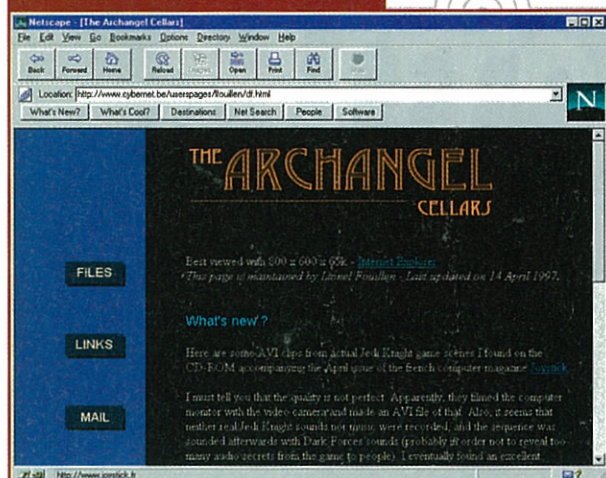 Netscape - [The Archangel Cellars]
File Edit View Go Bookmarks Options Directory Window Help
Back Forward Home Reload Open Print Find
Location: http://www.cybernet.be/userspages/lfouillen/df.html
N
What's New? What's Cool? Destinations Net Search People Software
THE ARCHANGEL
CELLARS
Best viewed with 800 x 600 x 65k - Internet Explorer
This page is maintained by Lionel Fouillen - Last updated on 14 April 1997.
FILES
What's new ?
LINKS
Here are some AVI clips from actual Jedi Knight game scenes I found on the
CD-ROM accompanying the April issue of the french computer magazine Joystick.
MAIL
I must tell you that the quality is not perfect. Apparently, they filmed the computer
monitor with the video camera and made an AVI file of that. Also, it seems that
neither real Jedi Knight sounds nor music were recorded, and the sequence was
sounded afterwards with Dark Forces sounds (probably in order not to reveal too
many audio secrets from the game to people). I eventually found an excellent
http://www.joystick.fr